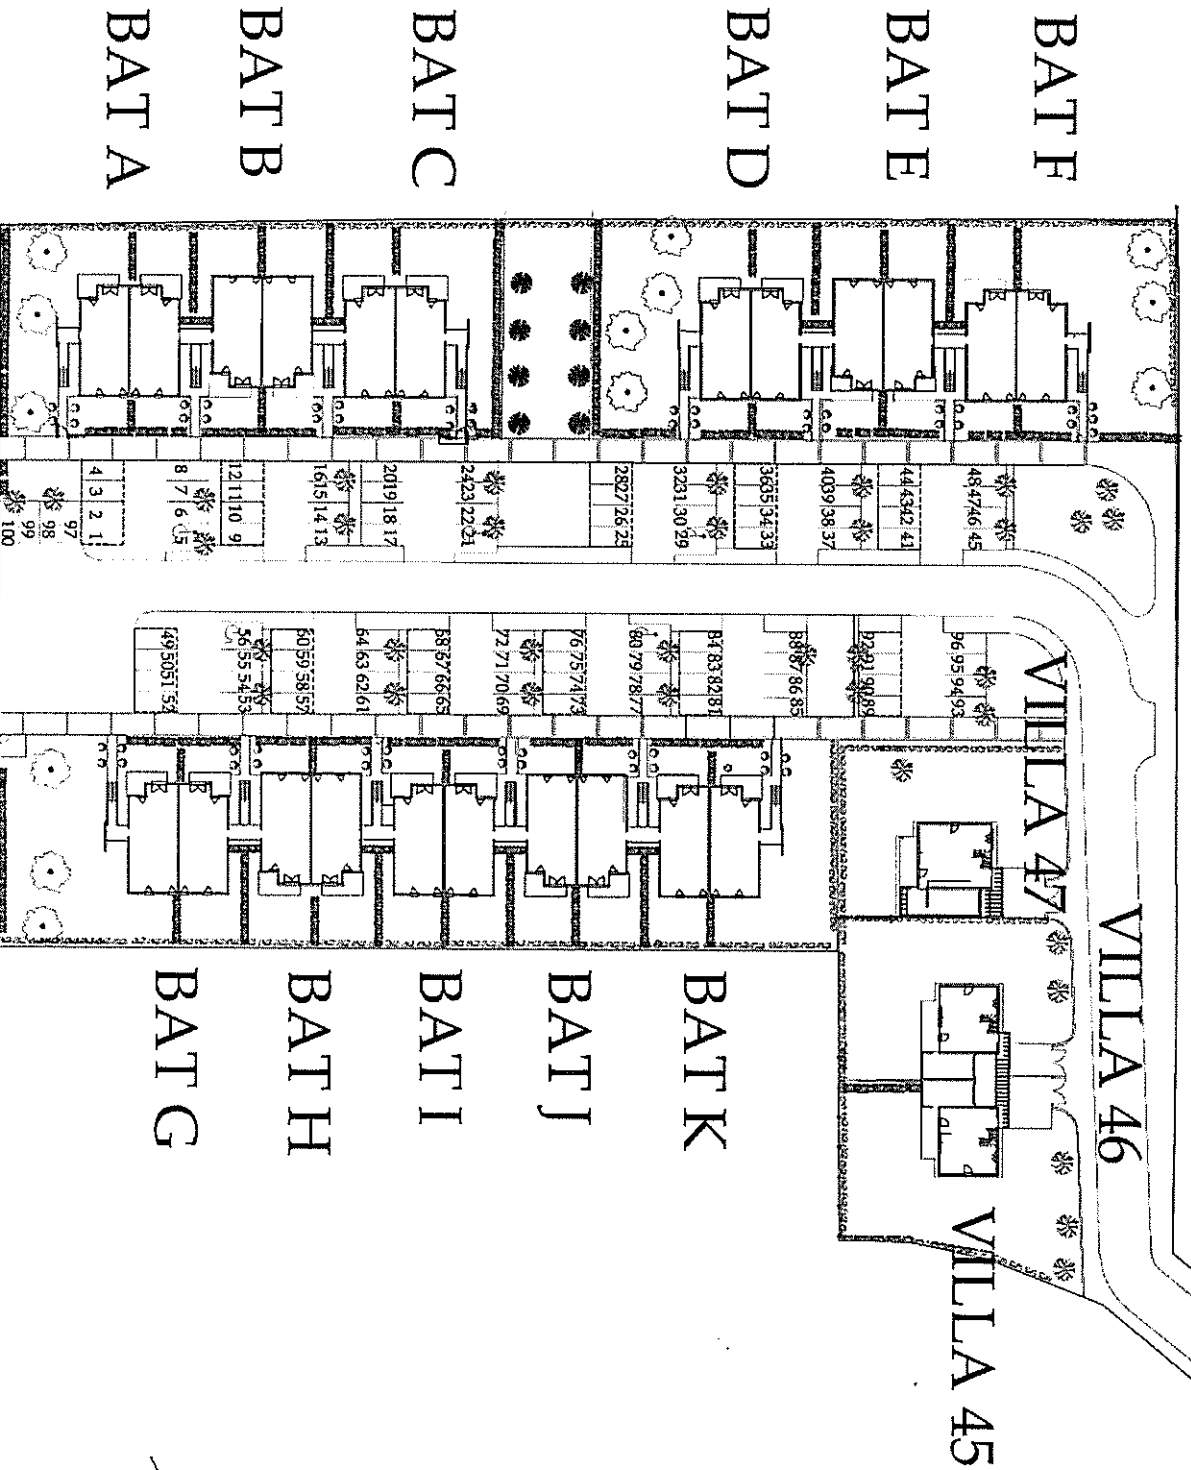 BAT A
BAT B
BAT C
BAT D
BAT E
BAT F
4 3 2 1
8 7 6 5
12 11 10 9
16 15 14 13
20 19 18 17
24 23 22 21
28 27 26 25
32 31 30 29
36 35 34 33
40 39 38 37
44 43 42 41
48 47 46 45
97
98
99
100
49 50 51 52
56 55 54 53
60 59 58 57
64 63 62 61
68 67 66 65
72 71 70 69
76 75 74 73
80 79 78 77
84 83 82 81
88 87 86 85
92 91 90 89
96 95 94 93
VILLA 47
VILLA 46
VILLA 45
BAT G
BAT H
BAT I
BAT J
BAT K